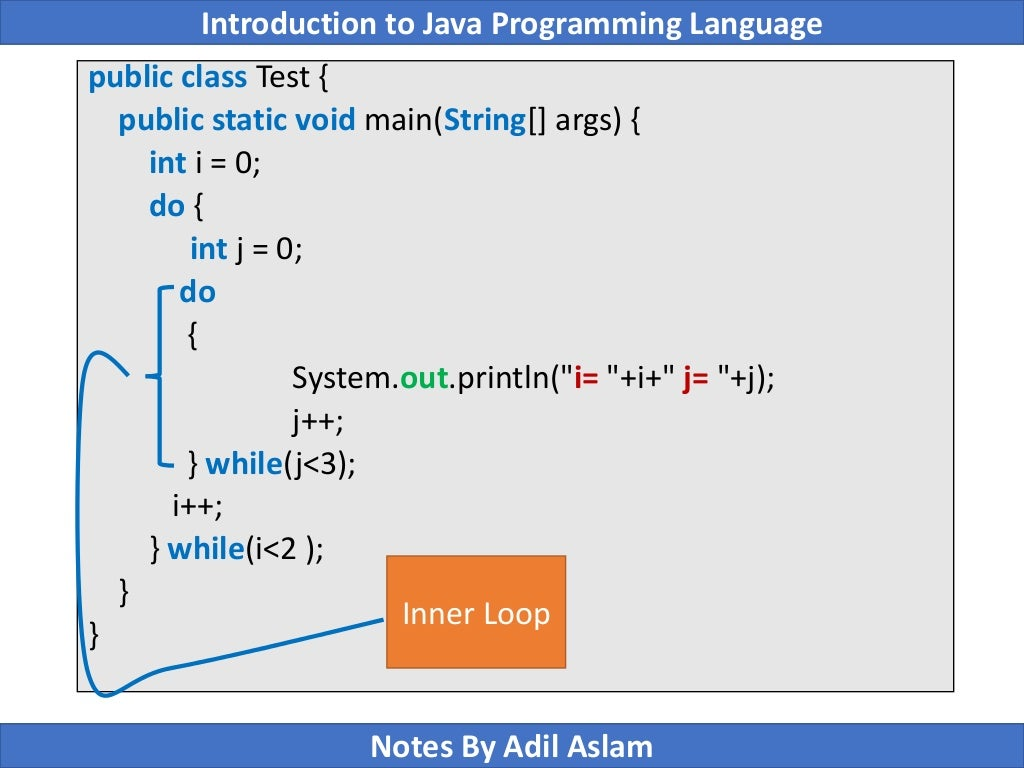 Introduction to Java Programming Language
public class Test {
public static void main(String[] args) {
int i = 0;
do {
int j = 0;
do
{
System.out.println("i= "+i+" j= "+j);
j++;
} while(j<3);
i++;
} while(i<2 );
}
}
Inner Loop
Notes By Adil Aslam